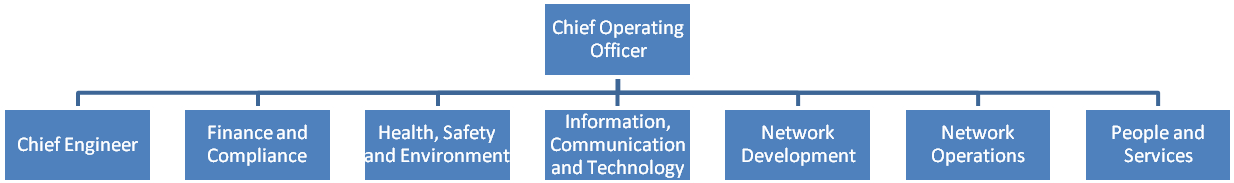 Chief Operating
Officer
Chief Engineer
Finance and
Compliance
Health, Safety
and Environment
Information,
Communication
and Technology
Network
Development
Network
Operations
People and
Services